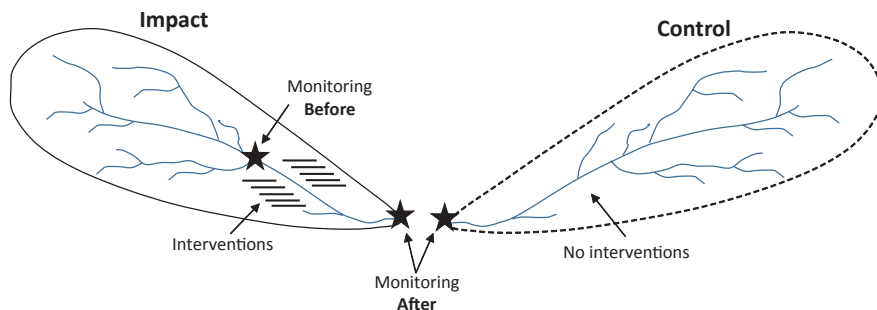 Impact
Control
Monitoring
Before
Interventions
No interventions
Monitoring
After